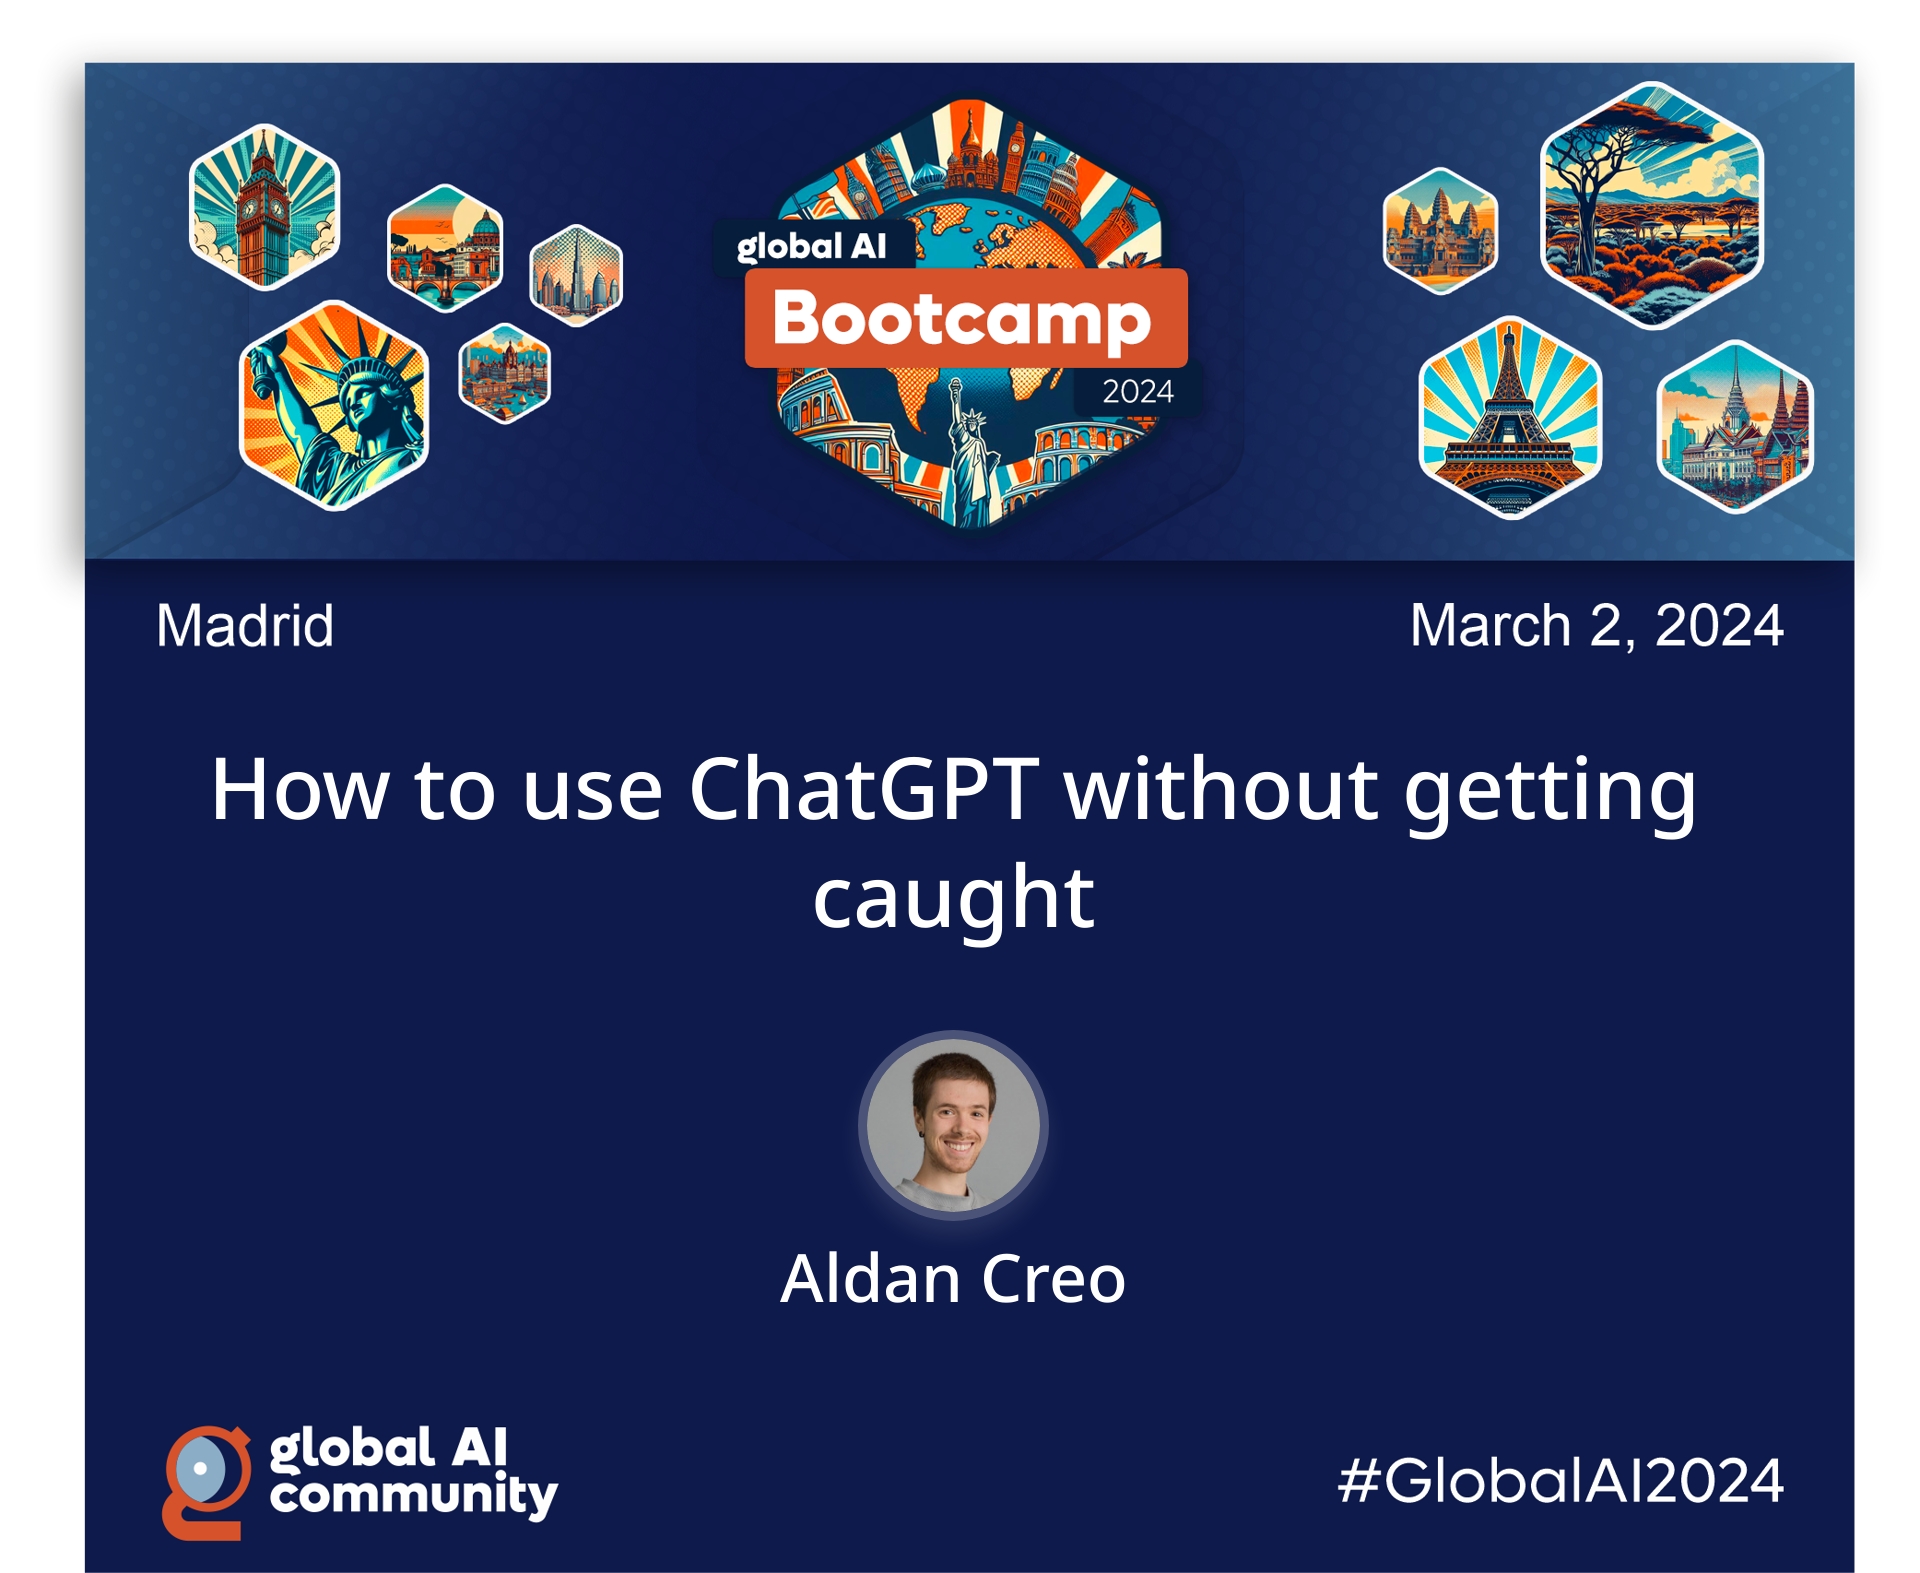 global AI
Bootcamp
2024
Madrid
March 2, 2024
How to use ChatGPT without getting
caught
Aldan Creo
global AI
community
#GlobalAI2024